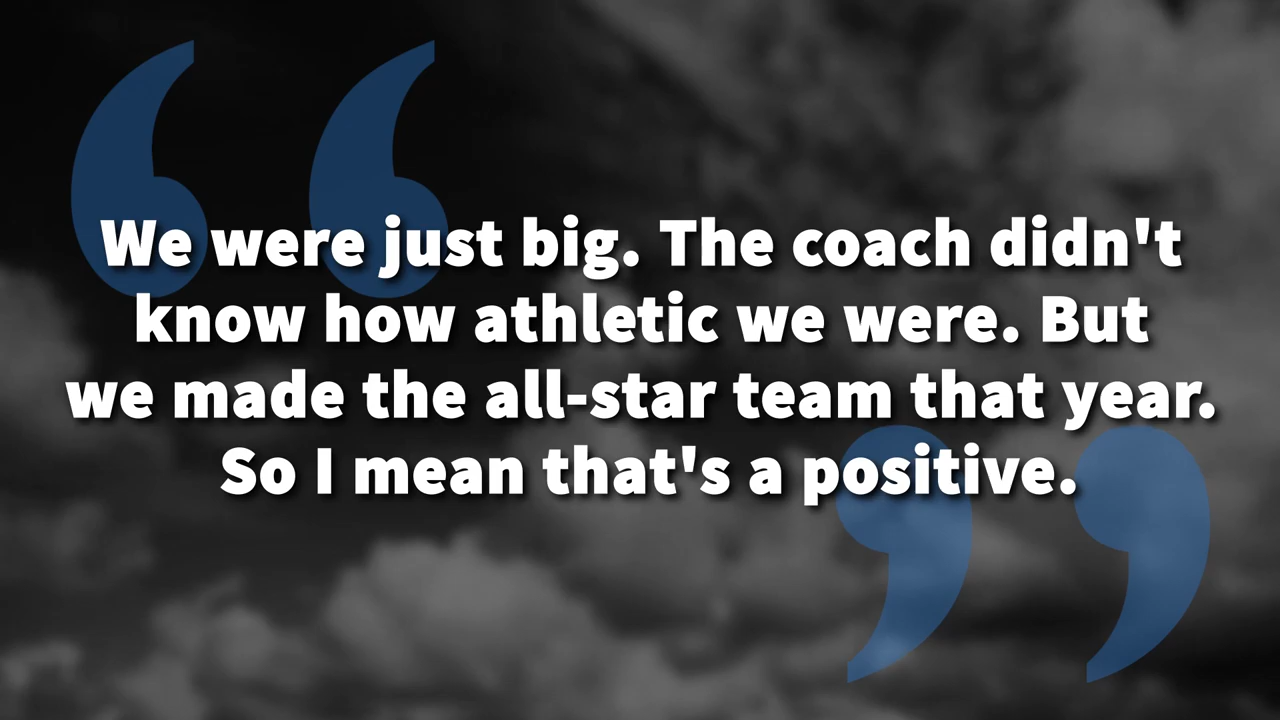 We were just big. The coach didn't
know how athletic we were. But
we made the all-star team that year.
So I mean that's a positive.